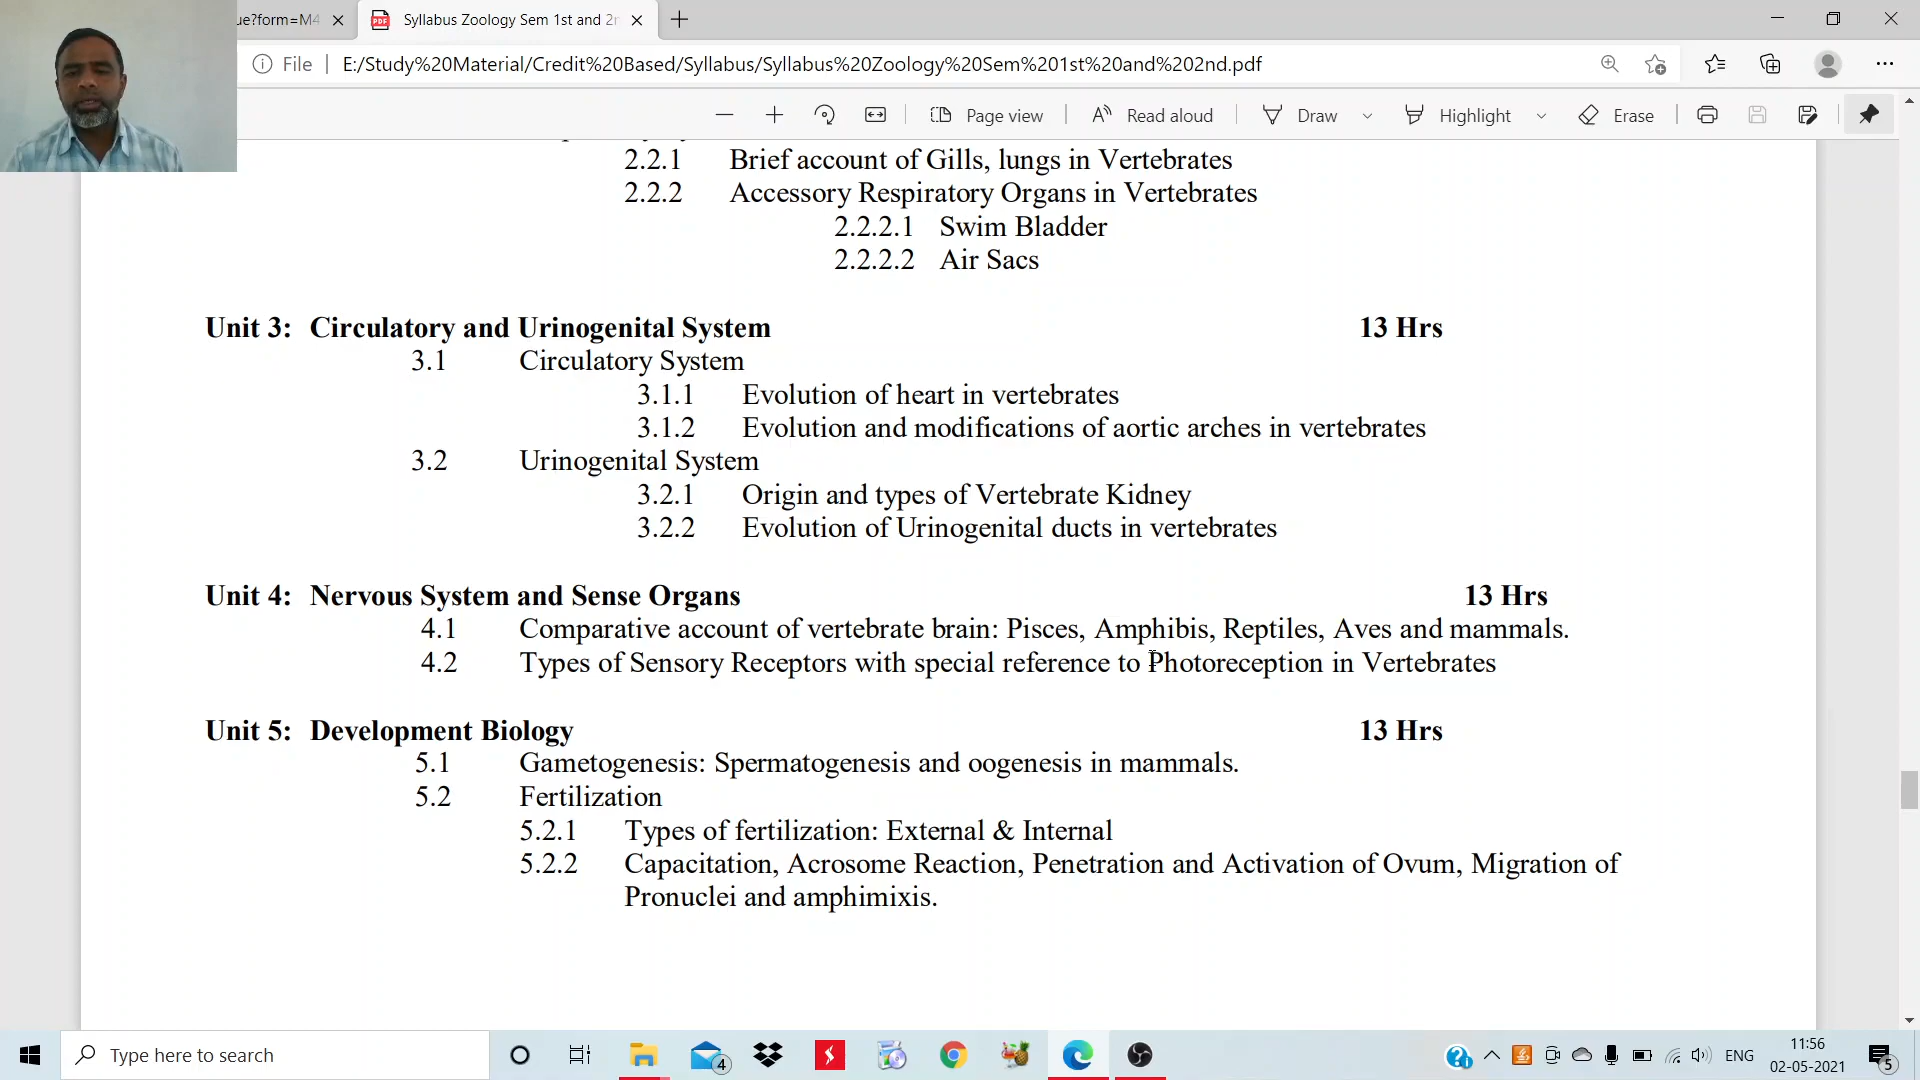 ue?form=M4
Syllabus Zoology Sem 1st and 2
File
E:/Study%20Material/Credit%20Based/Syllabus/Syllabus%20Zoology%20Sem%201st%20and%202nd.pdf
Page view
Read aloud
Draw
Highlight
Erase
2.2.1 Brief account of Gills, lungs in Vertebrates
2.2.2 Accessory Respiratory Organs in Vertebrates
2.2.2.1 Swim Bladder
2.2.2.2 Air Sacs
Unit 3: Circulatory and Urinogenital System 13 Hrs
3.1 Circulatory System
3.1.1 Evolution of heart in vertebrates
3.1.2 Evolution and modifications of aortic arches in vertebrates
3.2 Urinogenital System
3.2.1 Origin and types of Vertebrate Kidney
3.2.2 Evolution of Urinogenital ducts in vertebrates
Unit 4: Nervous System and Sense Organs 13 Hrs
4.1 Comparative account of vertebrate brain: Pisces, Amphibis, Reptiles, Aves and mammals.
4.2 Types of Sensory Receptors with special reference to Photoreception in Vertebrates
Unit 5: Development Biology 13 Hrs
5.1 Gametogenesis: Spermatogenesis and oogenesis in mammals.
5.2 Fertilization
5.2.1 Types of fertilization: External & Internal
5.2.2 Capacitation, Acrosome Reaction, Penetration and Activation of Ovum, Migration of
Pronuclei and amphimixis.
Type here to search
4
ENG
11:56
02-05-2021
5